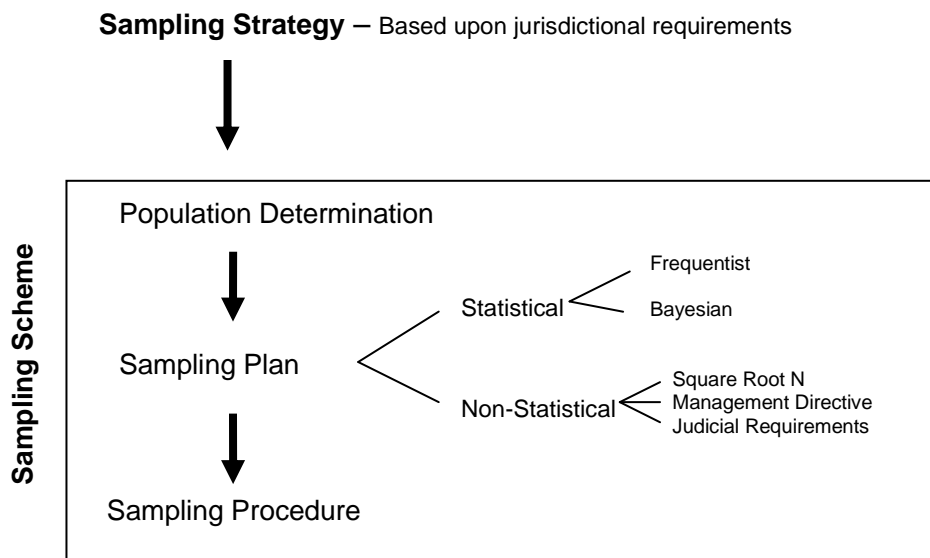 Sampling Strategy – Based upon jurisdictional requirements
Sampling Scheme
Population Determination
Sampling Plan
Statistical
Frequentist
Bayesian
Non-Statistical
Square Root N
Management Directive
Judicial Requirements
Sampling Procedure